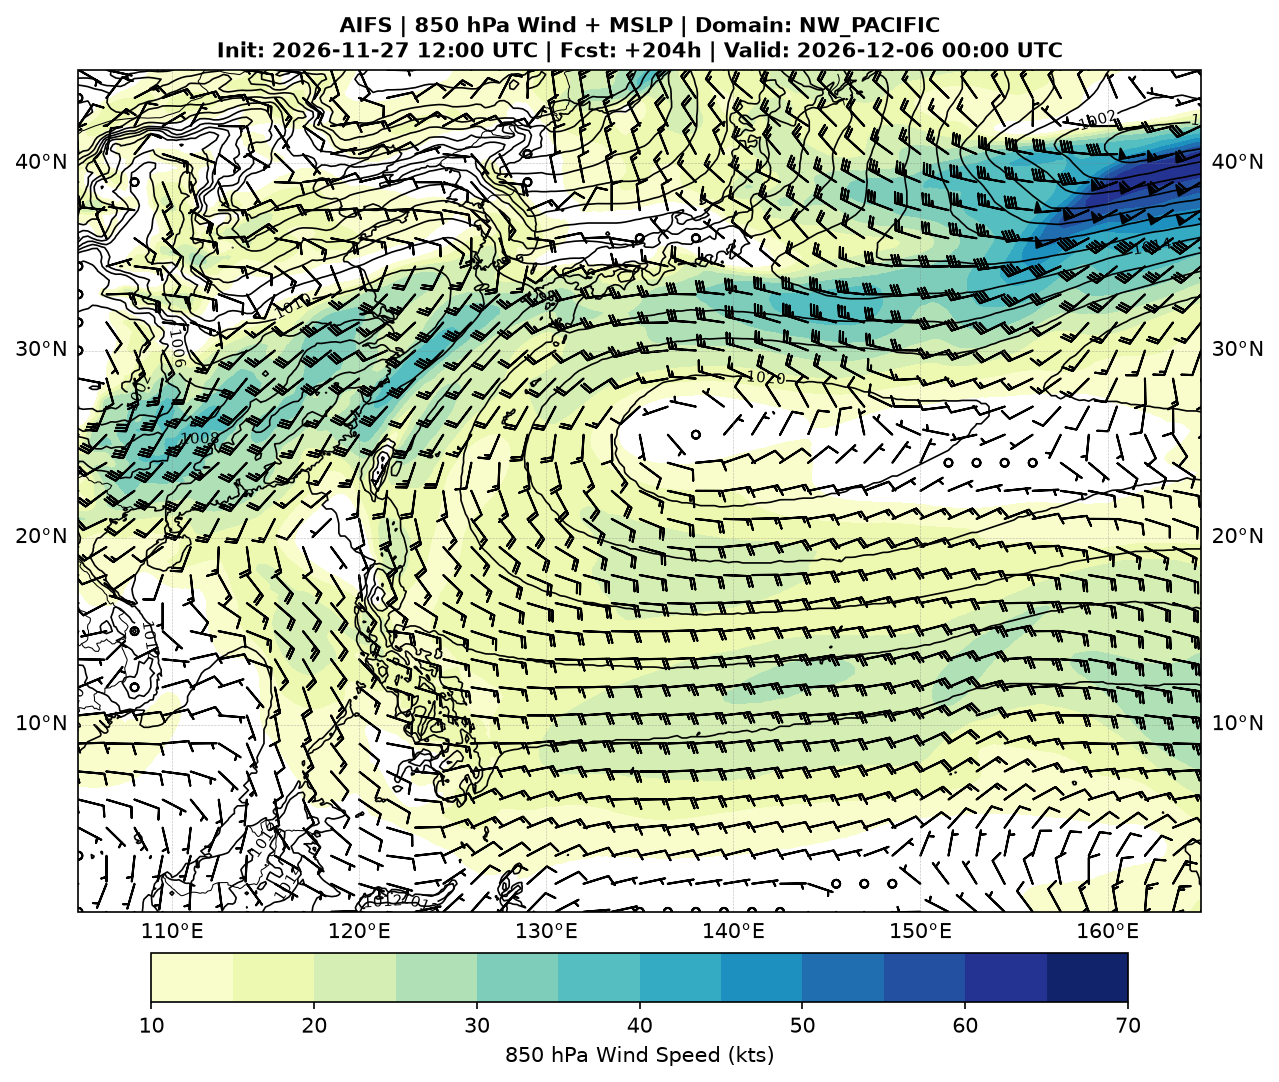 AIFS | 850 hPa Wind + MSLP | Domain: NW_PACIFIC
Init: 2026-11-27 12:00 UTC | Fcst: +204h | Valid: 2026-12-06 00:00 UTC
1002
40°N
40°N
1010
1006
30°N
30°N
1020
1008
20°N
20°N
10°N
10°N
1012
110°E
120°E
130°E
140°E
150°E
160°E
10
20
30
40
50
60
70
850 hPa Wind Speed (kts)